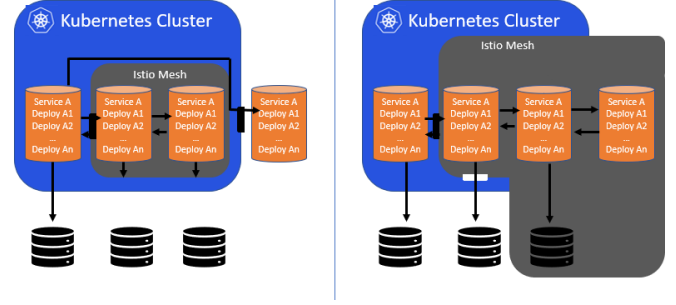 Kubernetes Cluster
Istio Mesh
Service A
Deploy A1
Deploy A2
...
Deploy An
Service A
Deploy A1
Deploy A2
...
Deploy An
Service A
Deploy A1
Deploy A2
...
Deploy An
Service A
Deploy A1
Deploy A2
...
Deploy An
Kubernetes Cluster
Istio Mesh
Service A
Deploy A1
Deploy A2
...
Deploy An
Service A
Deploy A1
Deploy A2
...
Deploy An
Service A
Deploy A1
Deploy A2
...
Deploy An
Service A
Deploy A1
Deploy A2
...
Deploy An